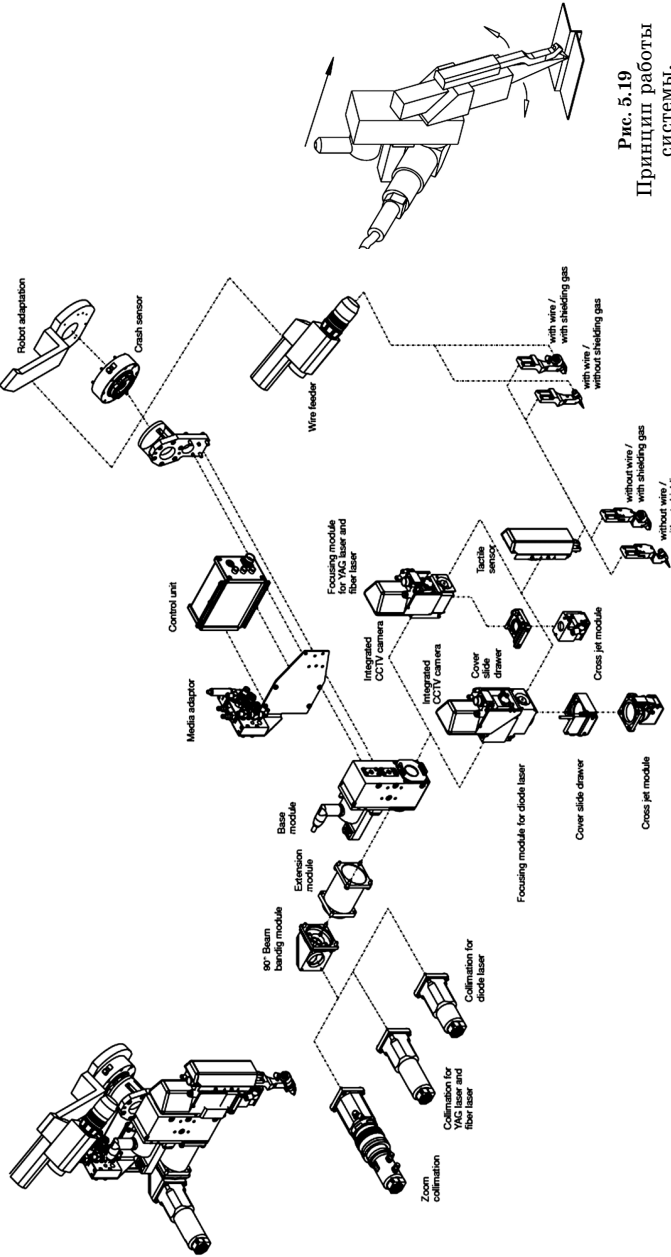 Robot adaptation
Crash sensor
Wire feeder
with wire /
with shielding gas
with wire /
without shielding gas
without wire /
with shielding gas
without wire /
Control unit
Media adaptor
Focusing module
for YAG laser and
fiber laser
Integrated
CCTV camera
Tactile
sensor
Cover
slide
drawer
Cross jet module
Integrated
CCTV camera
Base
module
Extension
module
90° Beam
bandig module
Focusing module for diode laser
Cover slide drawer
Cross jet module
Collimation for
diode laser
Collimation for
YAG laser and
fiber laser
Zoom
collimation
Рис. 5.19
Принцип работы
системы.